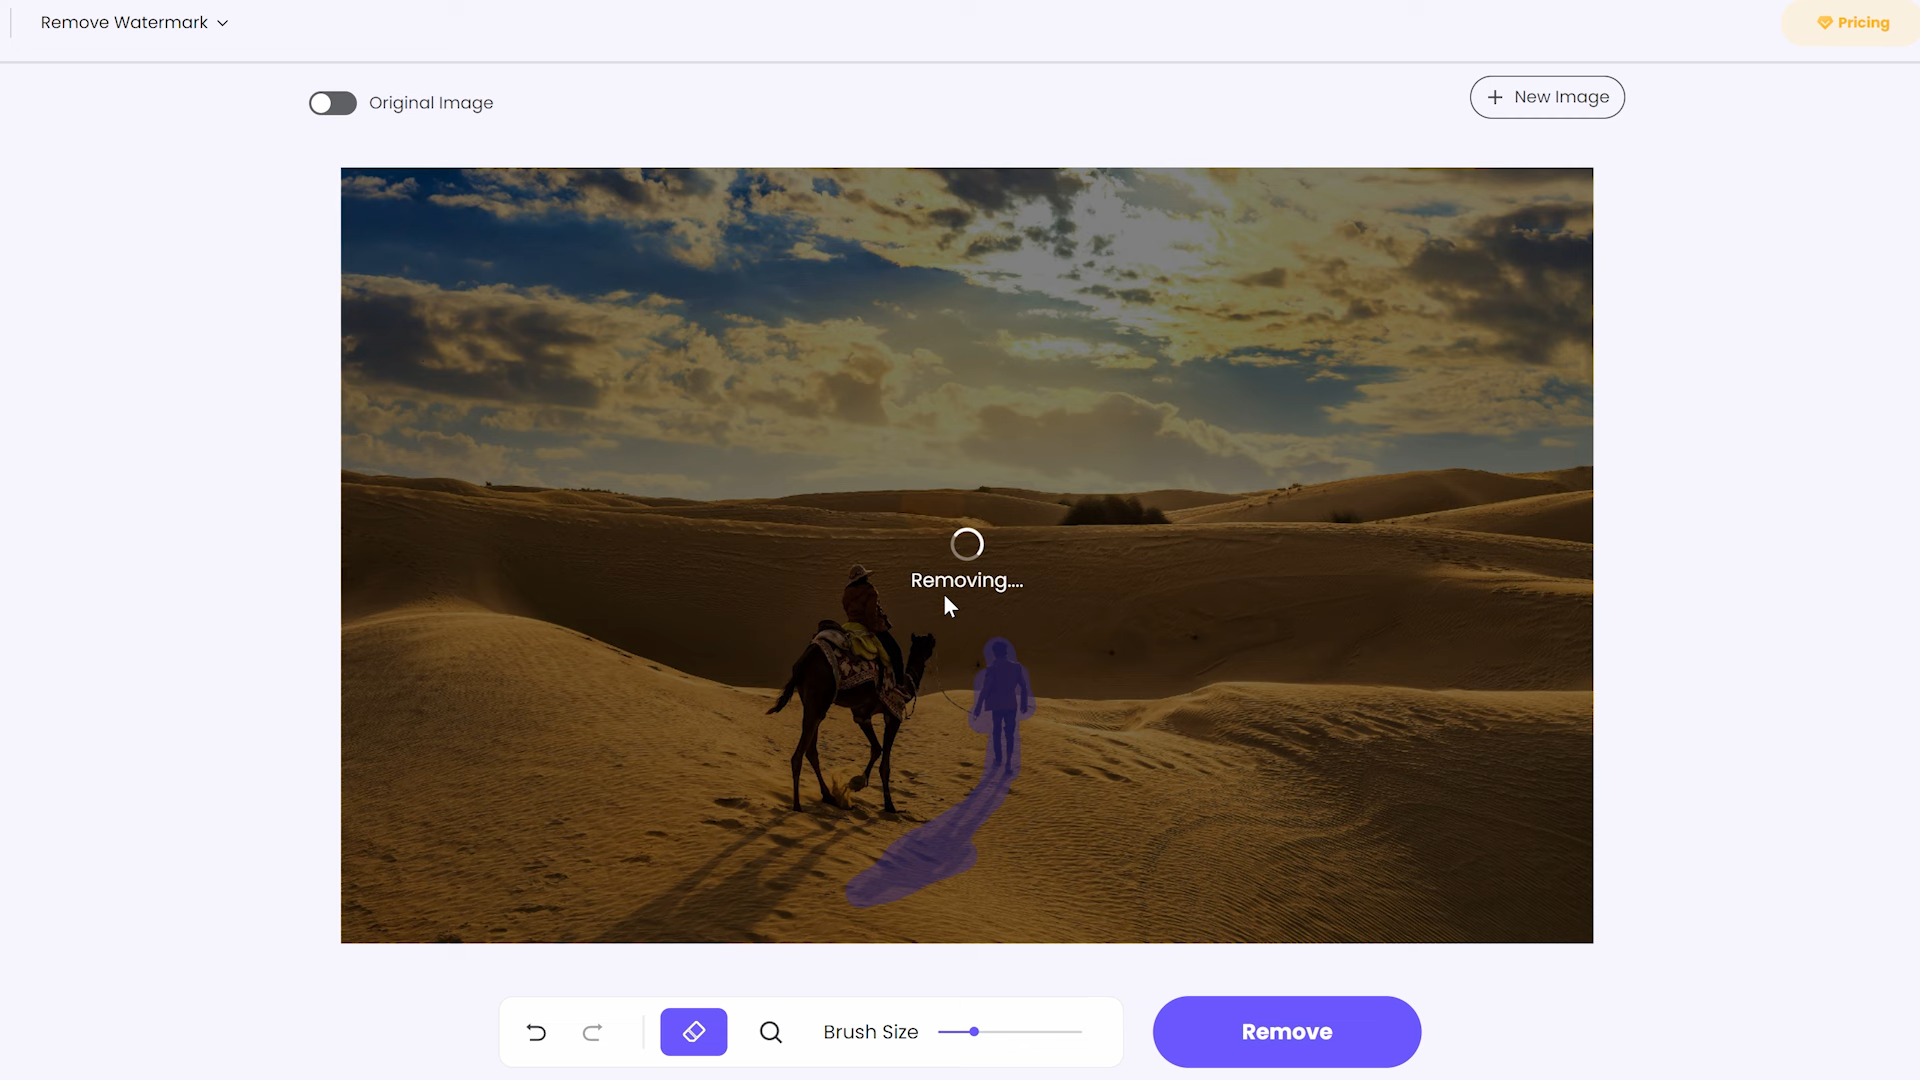 Remove Watermark
Pricing
Original Image
New Image
Removing....
Brush Size
Remove